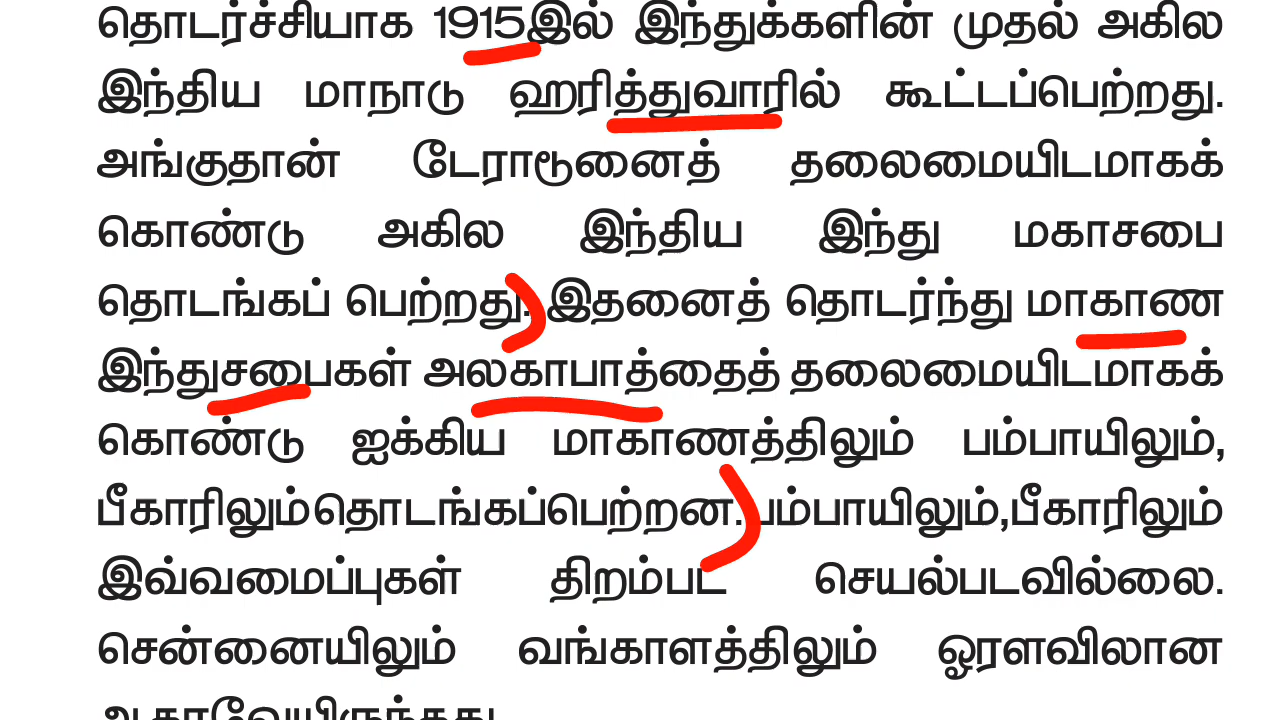 தொடர்ச்சியாக 1915இல் இந்துக்களின் முதல் அகில
இந்திய மாநாடு ஹரித்துவாரில் கூட்டப்பெற்றது.
அங்குதான் டேராடூனைத் தலைமையிடமாகக்
கொண்டு அகில இந்திய இந்து மகாசபை
தொடங்கப் பெற்றது. இதனைத் தொடர்ந்து மாகாண
இந்துசபைகள் அலகாபாத்தைத் தலைமையிடமாகக்
கொண்டு ஐக்கிய மாகாணத்திலும் பம்பாயிலும்,
பீகாரிலும் தொடங்கப்பெற்றன. பம்பாயிலும்,பீகாரிலும்
இவ்வமைப்புகள் திறம்பட செயல்படவில்லை.
சென்னையிலும் வங்காளத்திலும் ஓரளவிலான